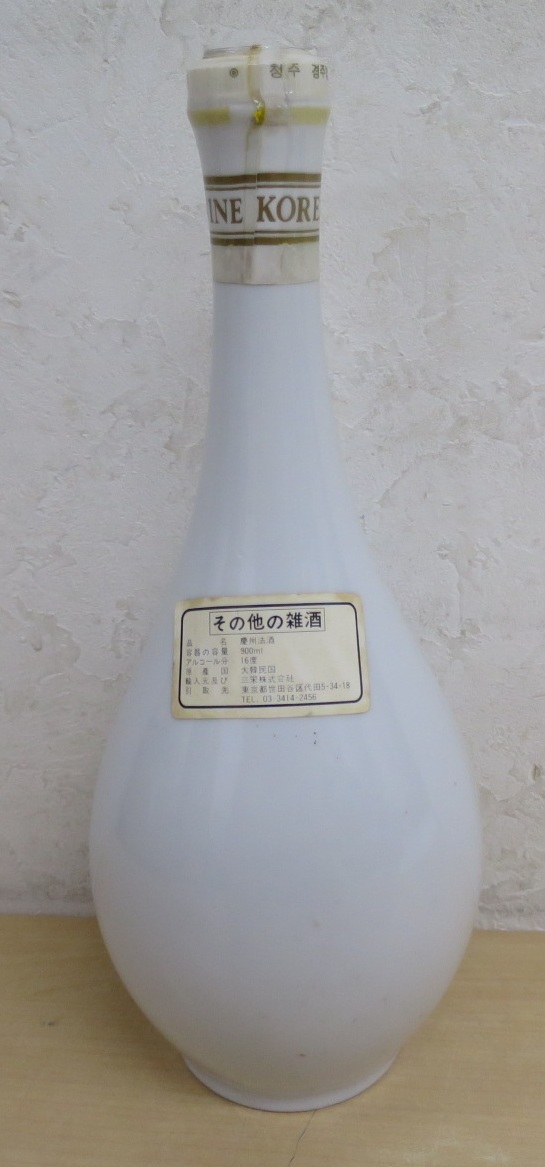 ® 청주 경주
INE KORE
その他の雑酒
品 名 慶州法酒
容器の容量 900ml
アルコール分 16度
原産国 大韓民国
輸入元及び 三栄株式会社
引取先 東京都世田谷区代田5-34-18
TEL. 03-3414-2456